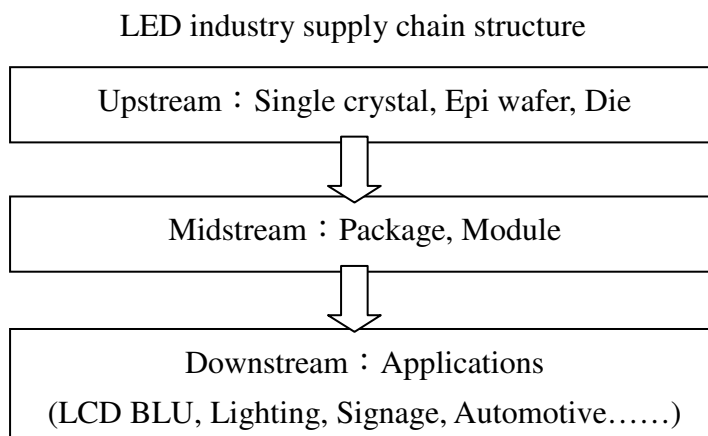 LED industry supply chain structure
Upstream：Single crystal, Epi wafer, Die
Midstream：Package, Module
Downstream：Applications
(LCD BLU, Lighting, Signage, Automotive……)